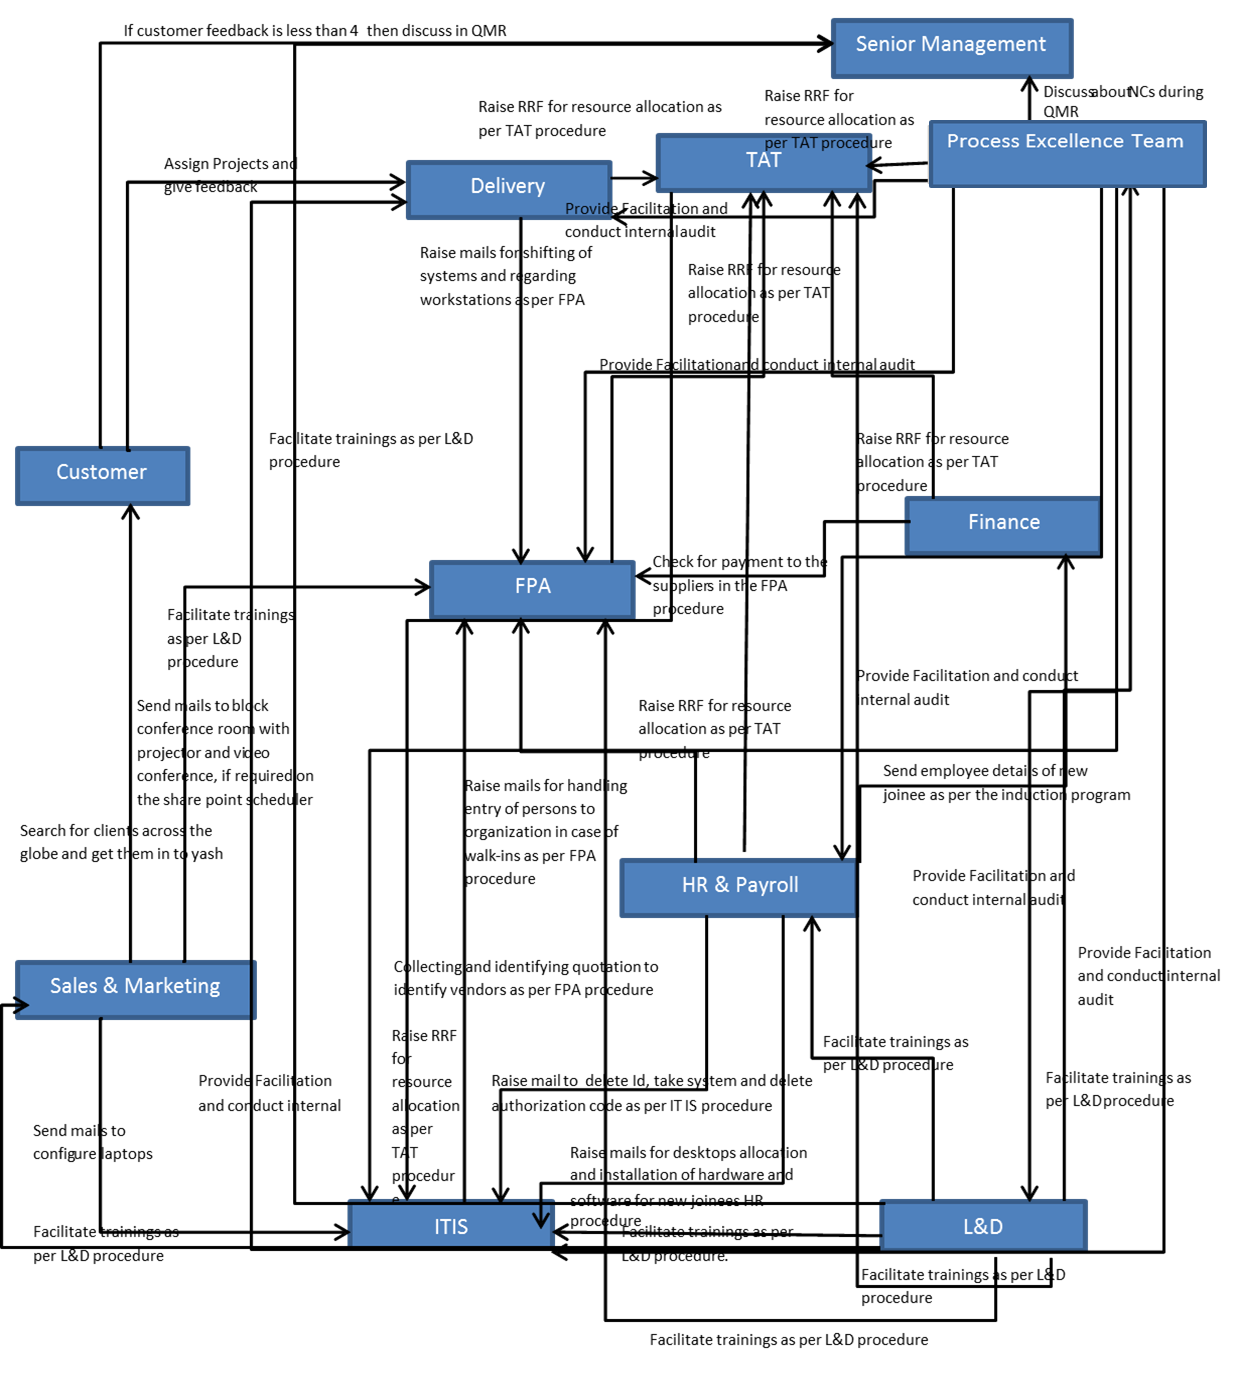 If customer feedback is less than 4  then discuss in QMR
Senior Management
Discuss about NCs during
QMR
Raise RRF for resource allocation as
per TAT procedure
Raise RRF for
resource allocation as
per TAT procedure
Process Excellence Team
TAT
Assign Projects and
give feedback
Delivery
Provide Facilitation and
conduct internal audit
Raise mails for shifting of
systems and regarding
workstations as per FPA
Raise RRF for resource
allocation as per TAT
procedure
Provide Facilitation and conduct internal audit
Facilitate trainings as per L&D
procedure
Raise RRF for resource
allocation as per TAT
procedure
Customer
Finance
Check for payment to the
suppliers in the FPA
procedure
FPA
Facilitate trainings
as per L&D
procedure
Provide Facilitation and conduct
internal audit
Send mails to block
conference room with
projector and video
conference, if required on
the share point scheduler
Raise RRF for resource
allocation as per TAT
procedure
Send employee details of new
joinee as per the induction program
Raise mails for handling
entry of persons to
organization in case of
walk-ins as per FPA
procedure
Search for clients across the
globe and get them in to yash
HR & Payroll
Provide Facilitation and
conduct internal audit
Provide Facilitation
and conduct internal
audit
Collecting and identifying quotation to
identify vendors as per FPA procedure
Sales & Marketing
Raise RRF
for
resource
allocation
as per
TAT
procedur
e
Facilitate trainings as
per L&D procedure
Provide Facilitation
and conduct internal
Raise mail to  delete Id, take system and delete
authorization code as per IT IS procedure
Facilitate trainings as
per L&D procedure
Send mails to
configure laptops
Raise mails for desktops allocation
and installation of hardware and
software for new joinees HR
procedure
Facilitate trainings as
per L&D procedure
ITIS
Facilitate trainings as per
L&D procedure.
L&D
Facilitate trainings as per L&D
procedure
Facilitate trainings as per L&D procedure